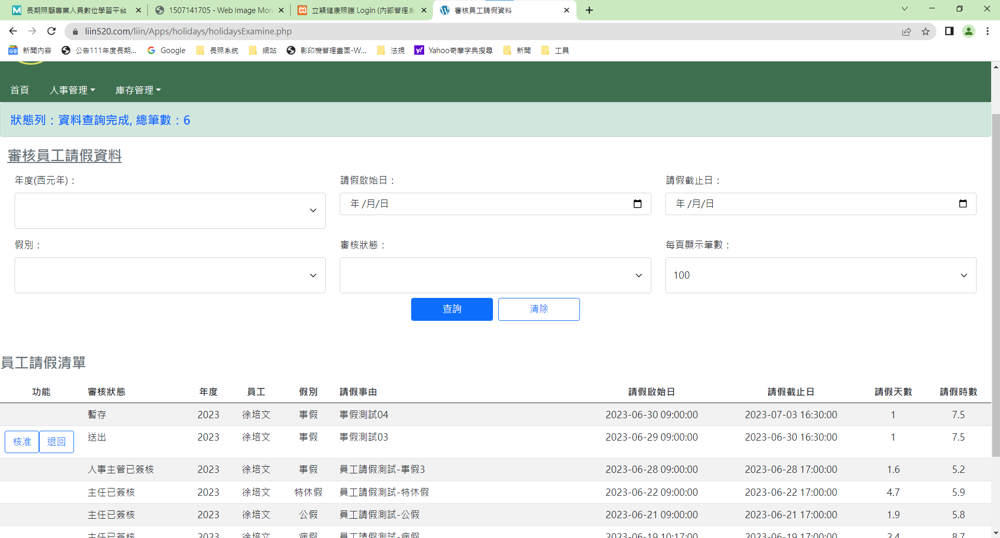 長期照顧專業人員數位學習平台
1507141705 - Web Image Mon
立穎健康照護 Login (內部管理系
審核員工請假資料
liin520.com/liin/Apps/holidays/holidaysExamine.php
新聞內容 公告111年度長期... Google 長照系統 網站 影印機管理畫面-W... 法規 Yahoo奇摩字典搜尋 新聞 工具
首頁 人事管理 庫存管理
狀態列：資料查詢完成, 總筆數：6
審核員工請假資料
年度(西元年)： 請假啟始日： 請假截止日：
年 /月/日 年 /月/日
假別： 審核狀態： 每頁顯示筆數：
100
查詢 清除
員工請假清單
功能 審核狀態 年度 員工 假別 請假事由 請假啟始日 請假截止日 請假天數 請假時數
暫存 2023 徐培文 事假 事假測試04 2023-06-30 09:00:00 2023-07-03 16:30:00 1 7.5
核准 退回 送出 2023 徐培文 事假 事假測試03 2023-06-29 09:00:00 2023-06-30 16:30:00 1 7.5
人事主管已簽核 2023 徐培文 事假 員工請假測試-事假3 2023-06-28 09:00:00 2023-06-28 17:00:00 1.6 5.2
主任已簽核 2023 徐培文 特休假 員工請假測試-特休假 2023-06-22 09:00:00 2023-06-22 17:00:00 4.7 5.9
主任已簽核 2023 徐培文 公假 員工請假測試-公假 2023-06-21 09:00:00 2023-06-21 17:00:00 1.9 5.8
主任已簽核 2023 徐培文 病假 員工請假測試-病假 2023-06-19 10:17:00 2023-06-19 17:00:00 2.4 8.7